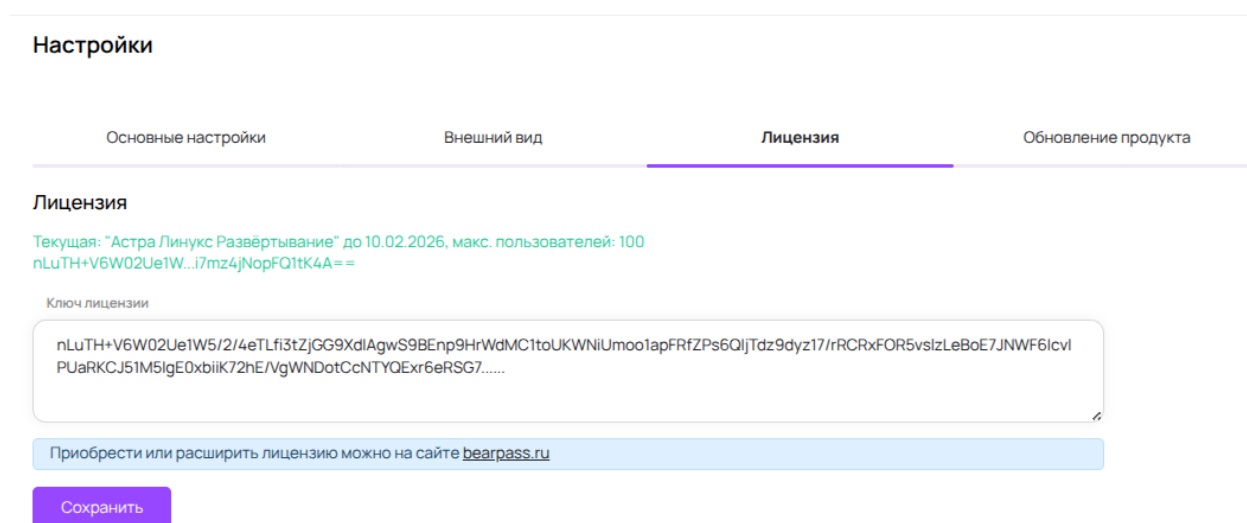 Настройки
Основные настройки
Внешний вид
Лицензия
Обновление продукта
Лицензия
Текущая: "Астра Линукс Развёртывание" до 10.02.2026, макс. пользователей: 100
nLuTH+V6W02Ue1W...i7mz4jNopFQ1tK4A==
Ключ лицензии
nLuTH+V6W02Ue1W5/2/4eTLfi3tZjGG9XdIAgwS9BEnp9HrWdMC1toUKWNiUmoo1apFRfZPs6QIjTdz9dyz17/rRCRxFOR5vsIzLeBoE7JNWF6IcvI
PUaRKCJ51M5IgE0xbiiK72hE/VgWNDotCcNTYQExr6eRSG7......
Приобрести или расширить лицензию можно на сайте bearpass.ru
Сохранить